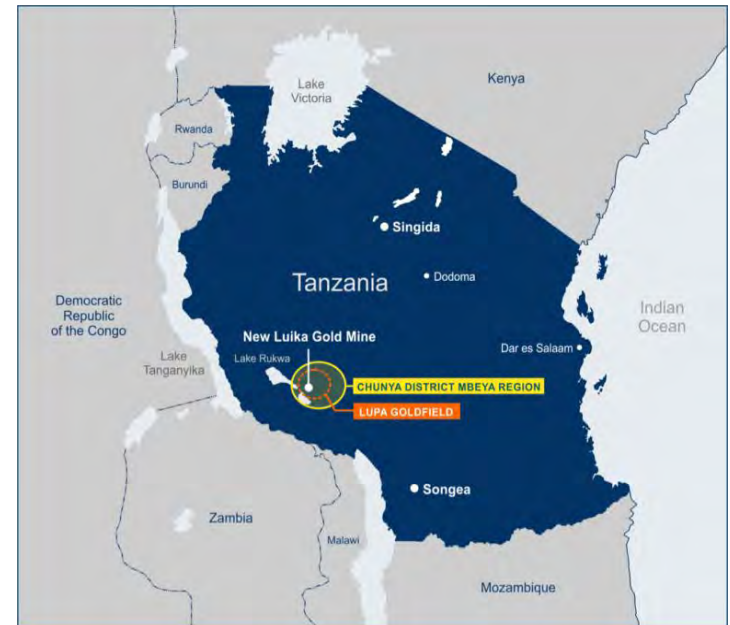 Lake
Victoria
Kenya
Rwanda
Burundi
Singida
Dodoma
Tanzania
Democratic
Republic
of the Congo
Indian
Ocean
New Luika Gold Mine
Dar es Salaam
Lake
Tanganyika
Lake Rukwa
CHUNYA DISTRICT MBEYA REGION
LUPA GOLDFIELD
Songea
Zambia
Malawi
Mozambique